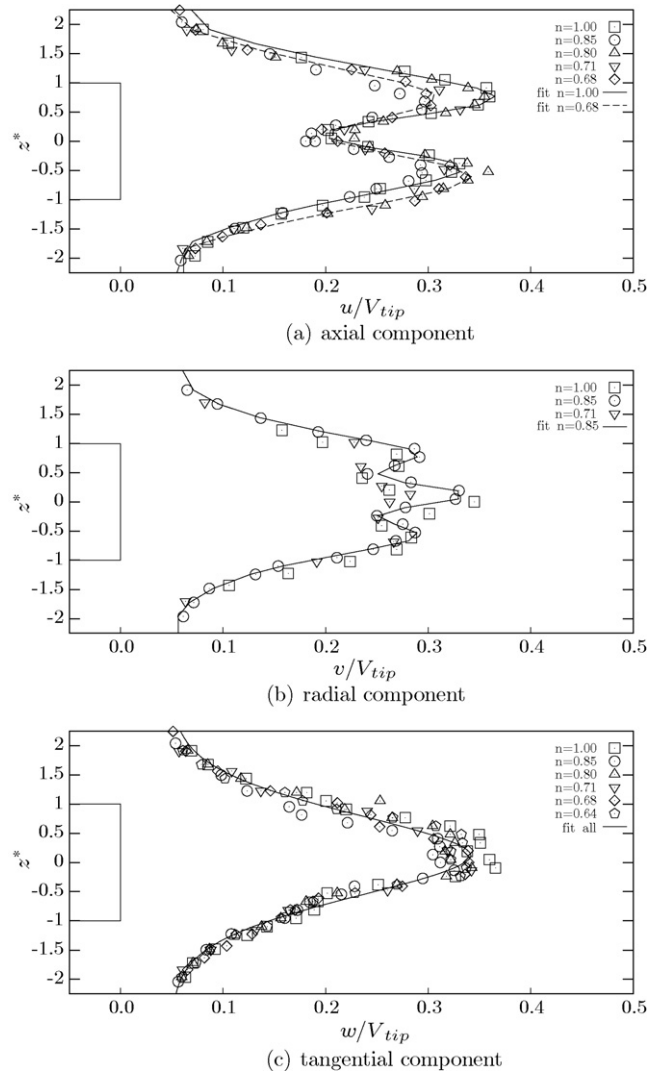 2
1.5
1
0.5
0
-0.5
-1
-1.5
-2
z*
0.0 0.1 0.2 0.3 0.4 0.5
u/V_tip
n=1.00
n=0.85
n=0.80
n=0.71
n=0.68
fit n=1.00
fit n=0.68
(a) axial component
2
1.5
1
0.5
0
-0.5
-1
-1.5
-2
z*
0.0 0.1 0.2 0.3 0.4 0.5
v/V_tip
n=1.00
n=0.85
n=0.71
fit n=0.85
(b) radial component
2
1.5
1
0.5
0
-0.5
-1
-1.5
-2
z*
0.0 0.1 0.2 0.3 0.4 0.5
w/V_tip
n=1.00
n=0.85
n=0.80
n=0.71
n=0.68
n=0.64
fit all
(c) tangential component